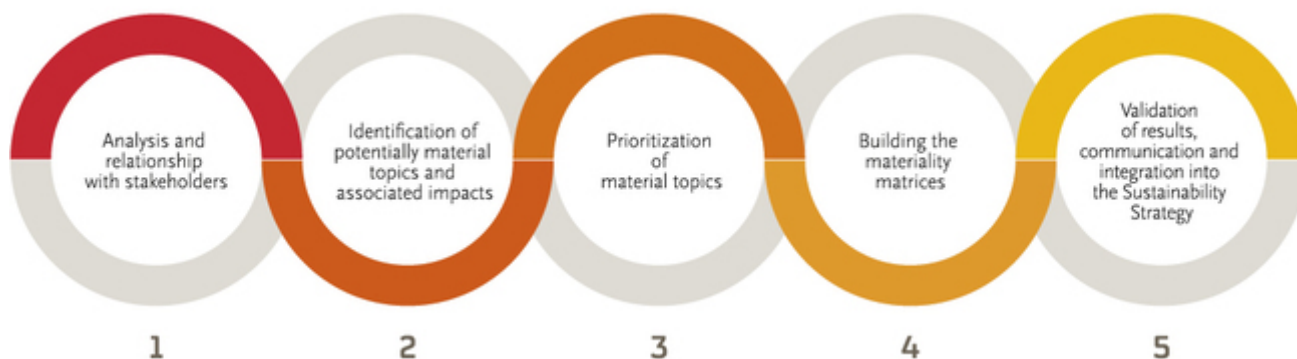 Analysis and
relationship
with stakeholders
Identification of
potentially material
topics and
associated impacts
Prioritization
of
material topics
Building the
materiality
matrices
Validation
of results,
communication and
integration into
the Sustainability
Strategy
1
2
3
4
5